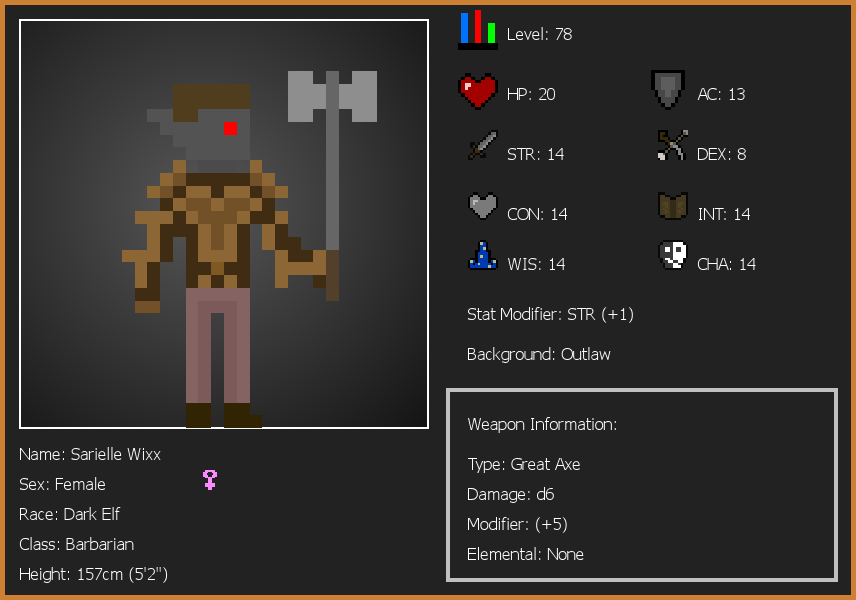 Level: 78
HP: 20
AC: 13
STR: 14
DEX: 8
CON: 14
INT: 14
WIS: 14
CHA: 14
Stat Modifier: STR (+1)
Background: Outlaw
Weapon Information:
Type: Great Axe
Damage: d6
Modifier: (+5)
Elemental: None
Name: Sarielle Wixx
Sex: Female
Race: Dark Elf
Class: Barbarian
Height: 157cm (5'2")